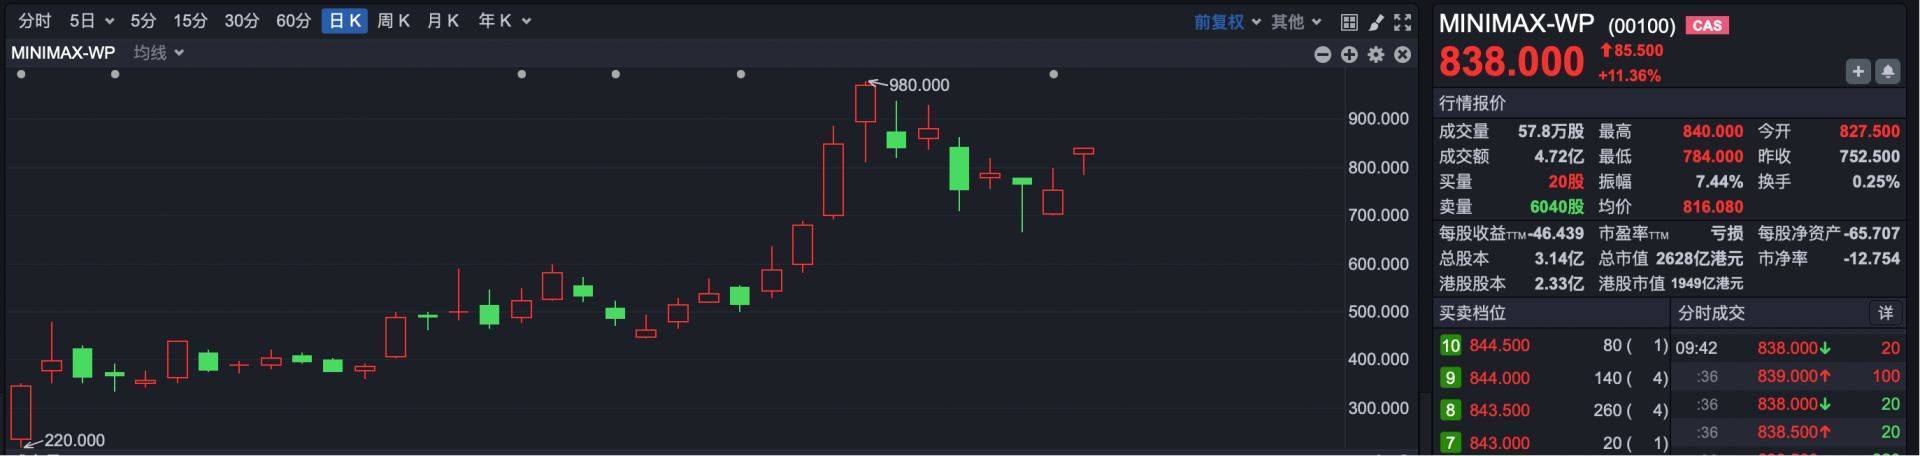 分时 5日 5分 15分 30分 60分 日K 周K 月K 年K 前复权 其他
MINIMAX-WP 均线
980.000
900.000
800.000
700.000
600.000
500.000
400.000
300.000
220.000
MINIMAX-WP (00100) CAS
838.000 85.500
+11.36%
行情报价
成交量 57.8万股 最高 840.000 今开 827.500
成交额 4.72亿 最低 784.000 昨收 752.500
买量 20股 振幅 7.44% 换手 0.25%
卖量 6040股 均价 816.080
每股收益TTM -46.439 市盈率TTM 亏损 每股净资产 -65.707
总股本 3.14亿 总市值 2628亿港元 市净率 -12.754
港股股本 2.33亿 港股市值 1949亿港元
买卖档位 分时成交 详
10 844.500 80 ( 1) 09:42 838.000↓ 20
9 844.000 140 ( 4) :36 839.000↑ 100
8 843.500 260 ( 4) :36 838.000↓ 20
7 843.000 20 ( 1) :36 838.500↑ 20